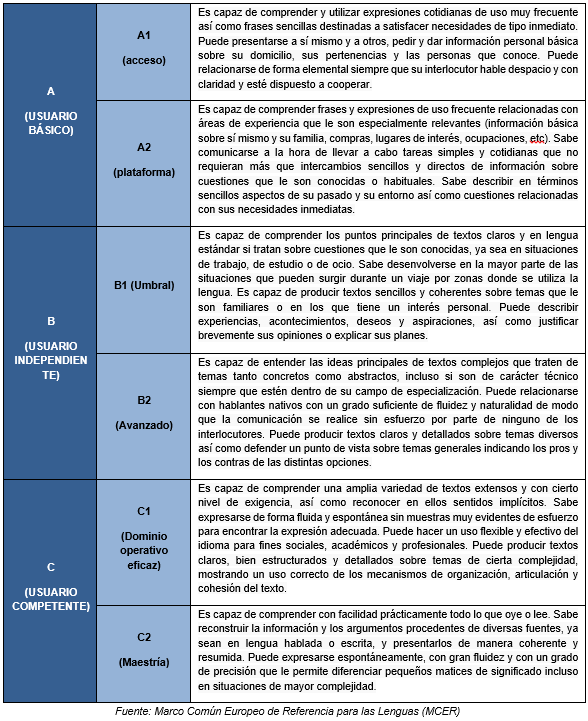 A
(USUARIO
BÁSICO)
A1
(acceso)
Es capaz de comprender y utilizar expresiones cotidianas de uso muy frecuente
así como frases sencillas destinadas a satisfacer necesidades de tipo inmediato.
Puede presentarse a sí mismo y a otros, pedir y dar información personal básica
sobre su domicilio, sus pertenencias y las personas que conoce. Puede
relacionarse de forma elemental siempre que su interlocutor hable despacio y con
claridad y esté dispuesto a cooperar.
A2
(plataforma)
Es capaz de comprender frases y expresiones de uso frecuente relacionadas con
áreas de experiencia que le son especialmente relevantes (información básica
sobre sí mismo y su familia, compras, lugares de interés, ocupaciones, etc). Sabe
comunicarse a la hora de llevar a cabo tareas simples y cotidianas que no
requieran más que intercambios sencillos y directos de información sobre
cuestiones que le son conocidas o habituales. Sabe describir en términos
sencillos aspectos de su pasado y su entorno así como cuestiones relacionadas
con sus necesidades inmediatas.
B
(USUARIO
INDEPENDIEN
TE)
B1 (Umbral)
Es capaz de comprender los puntos principales de textos claros y en lengua
estándar si tratan sobre cuestiones que le son conocidas, ya sea en situaciones
de trabajo, de estudio o de ocio. Sabe desenvolverse en la mayor parte de las
situaciones que pueden surgir durante un viaje por zonas donde se utiliza la
lengua. Es capaz de producir textos sencillos y coherentes sobre temas que le
son familiares o en los que tiene un interés personal. Puede describir
experiencias, acontecimientos, deseos y aspiraciones, así como justificar
brevemente sus opiniones o explicar sus planes.
B2
(Avanzado)
Es capaz de entender las ideas principales de textos complejos que traten de
temas tanto concretos como abstractos, incluso si son de carácter técnico
siempre que estén dentro de su campo de especialización. Puede relacionarse
con hablantes nativos con un grado suficiente de fluidez y naturalidad de modo
que la comunicación se realice sin esfuerzo por parte de ninguno de los
interlocutores. Puede producir textos claros y detallados sobre temas diversos
así como defender un punto de vista sobre temas generales indicando los pros y
los contras de las distintas opciones.
C
(USUARIO
COMPETENTE)
C1
(Dominio
operativo
eficaz)
Es capaz de comprender una amplia variedad de textos extensos y con cierto
nivel de exigencia, así como reconocer en ellos sentidos implícitos. Sabe
expresarse de forma fluida y espontánea sin muestras muy evidentes de esfuerzo
para encontrar la expresión adecuada. Puede hacer un uso flexible y efectivo del
idioma para fines sociales, académicos y profesionales. Puede producir textos
claros, bien estructurados y detallados sobre temas de cierta complejidad,
mostrando un uso correcto de los mecanismos de organización, articulación y
cohesión del texto.
C2
(Maestría)
Es capaz de comprender con facilidad prácticamente todo lo que oye o lee. Sabe
reconstruir la información y los argumentos procedentes de diversas fuentes, ya
sean en lengua hablada o escrita, y presentarlos de manera coherente y
resumida. Puede expresarse espontáneamente, con gran fluidez y con un grado
de precisión que le permite diferenciar pequeños matices de significado incluso
en situaciones de mayor complejidad.
Fuente: Marco Común Europeo de Referencia para las Lenguas (MCER)